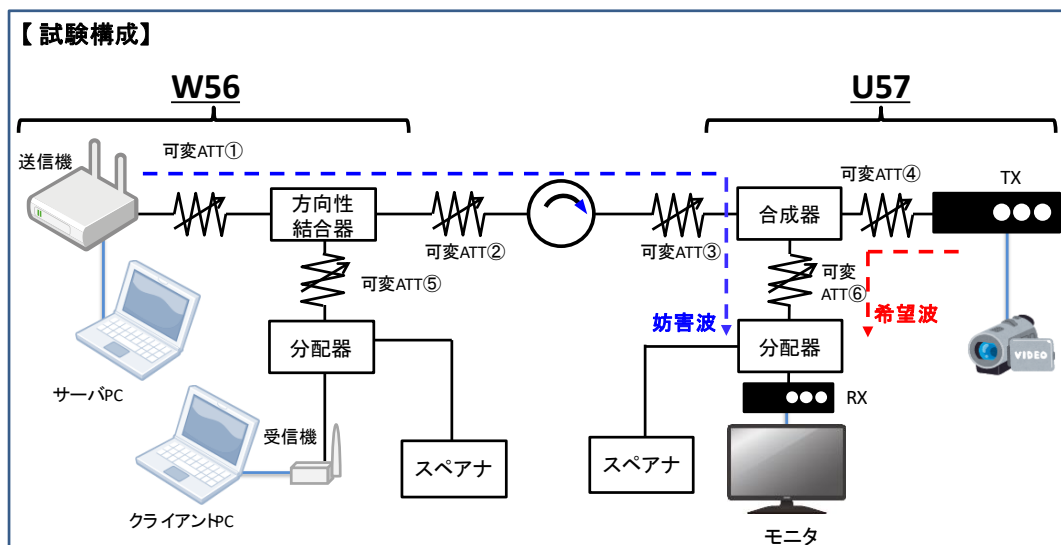 【試験構成】
W56
U57
送信機
可変ATT①
可変ATT④
TX
方向性
結合器
合成器
可変ATT②
可変ATT③
可変ATT⑤
可変
ATT⑥
妨害波
希望波
分配器
分配器
VIDEO
サーバPC
RX
受信機
スペアナ
スペアナ
クライアントPC
モニタ